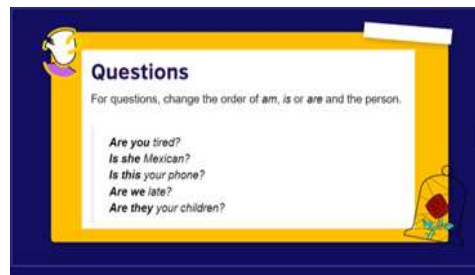 Questions
For questions, change the order of am, is or are and the person.
Are you tired?
Is she Mexican?
Is this your phone?
Are we late?
Are they your children?